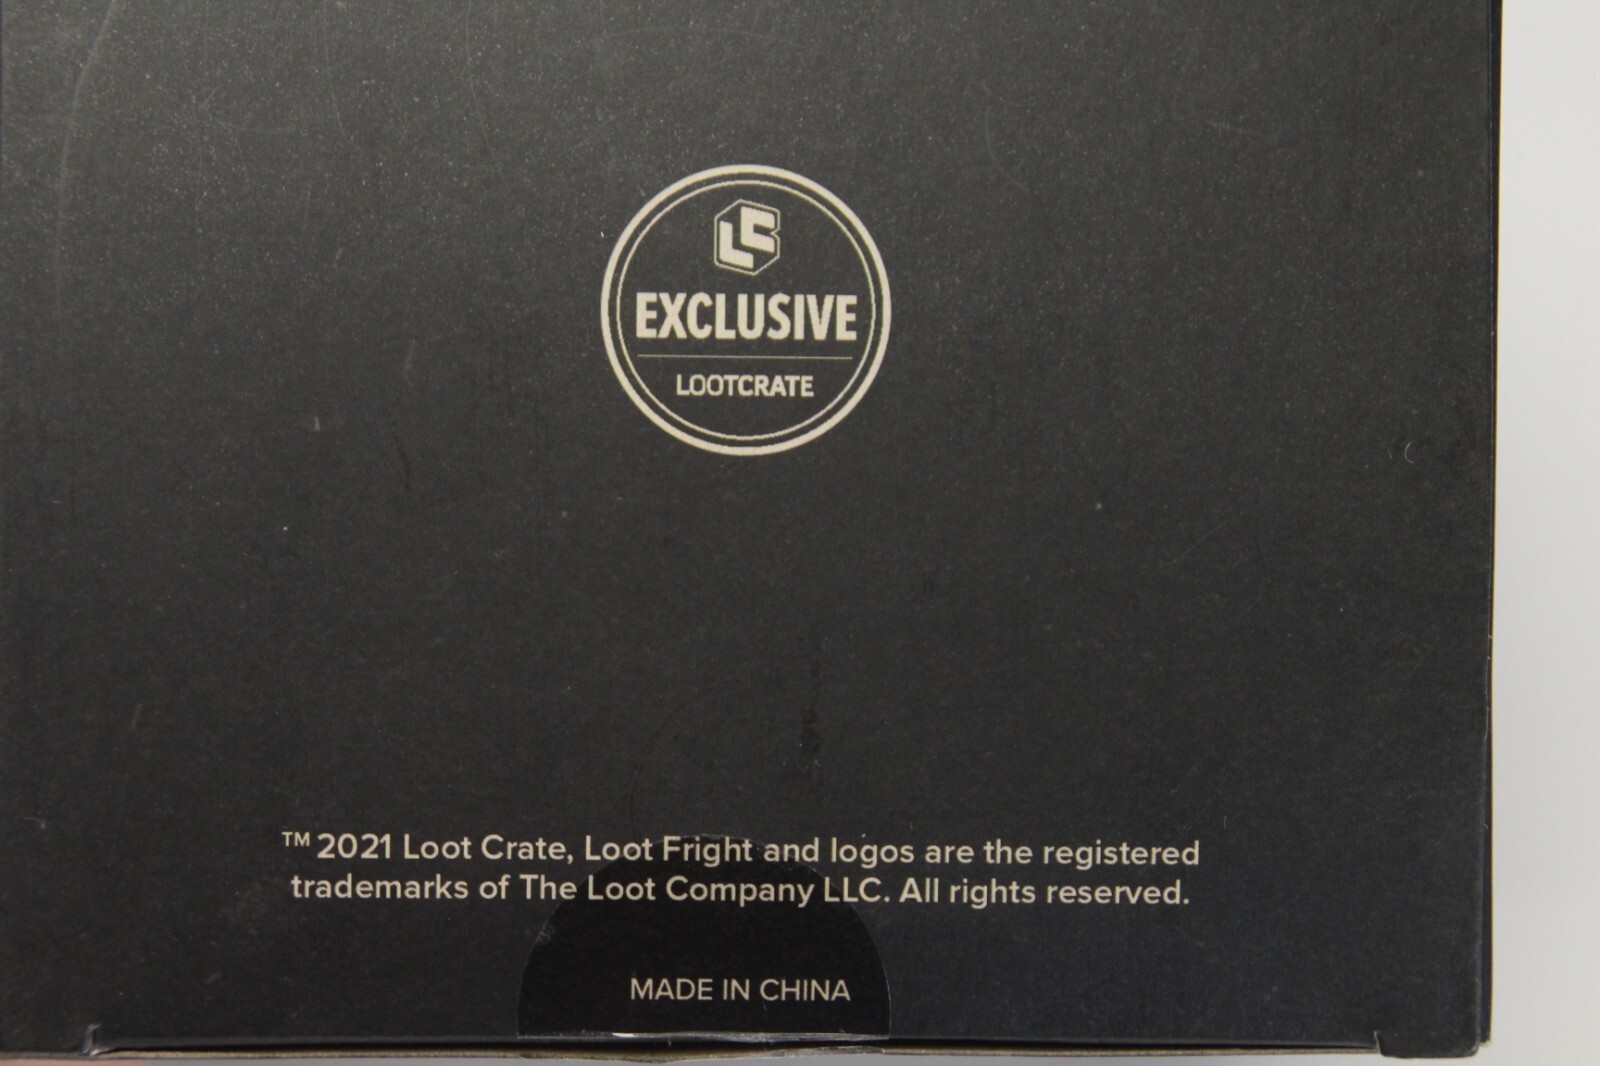 LC
EXCLUSIVE
LOOTCRATE
™ 2021 Loot Crate, Loot Fright and logos are the registered
trademarks of The Loot Company LLC. All rights reserved.
MADE IN CHINA